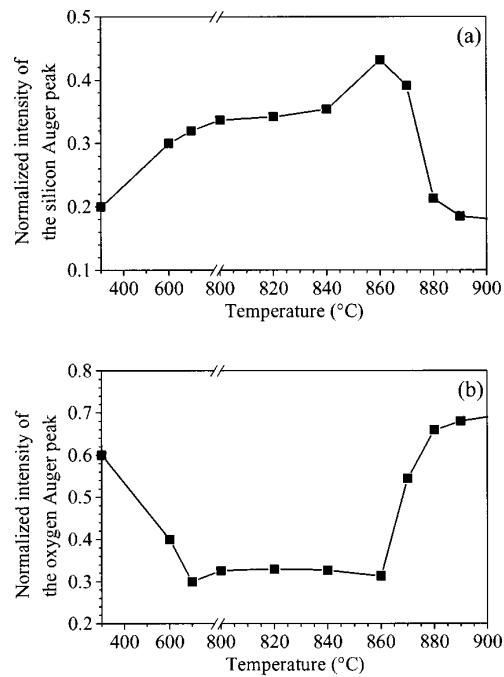 (a)
Normalized intensity of
the silicon Auger peak
0.5
0.4
0.3
0.2
0.1
400 600 800 820 840 860 880 900
Temperature (°C)
(b)
Normalized intensity of
the oxygen Auger peak
0.8
0.7
0.6
0.5
0.4
0.3
0.2
400 600 800 820 840 860 880 900
Temperature (°C)